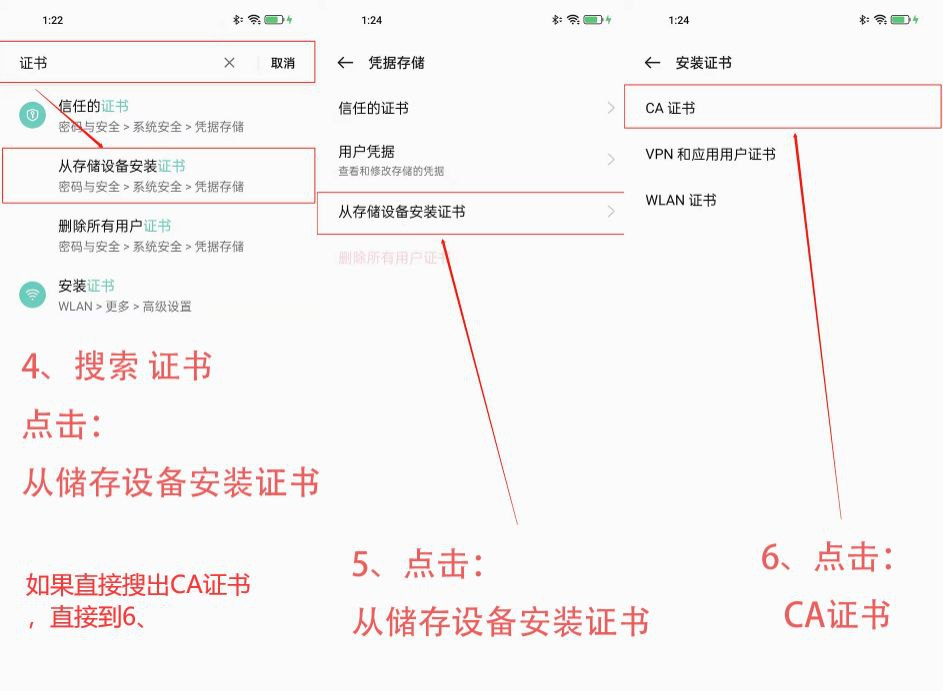 1:22
证书
取消
信任的证书
密码与安全 > 系统安全 > 凭据存储
从存储设备安装证书
密码与安全 > 系统安全 > 凭据存储
删除所有用户证书
密码与安全 > 系统安全 > 凭据存储
安装证书
WLAN > 更多 > 高级设置
4、搜索 证书
点击：
从储存设备安装证书
如果直接搜出CA证书
，直接到6、
1:24
凭据存储
信任的证书
用户凭据
查看和修改存储的凭据
从存储设备安装证书
删除所有用户证书
5、点击：
从储存设备安装证书
1:24
安装证书
CA 证书
VPN 和应用用户证书
WLAN 证书
6、点击：
CA证书